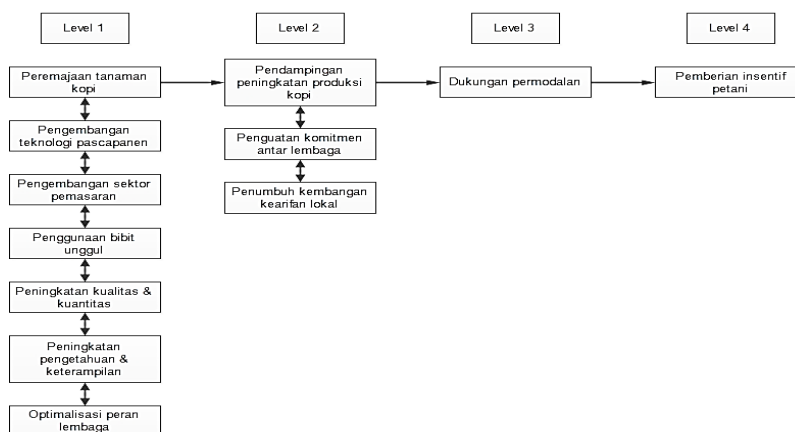 Level 1
Level 2
Level 3
Level 4
Peremajaan tanaman
kopi
Pendampingan
peningkatan produksi
kopi
Dukungan permodalan
Pemberian insentif
petani
Pengembangan
teknologi pascapanen
Penguatan komitmen
antar lembaga
Pengembangan sektor
pemasaran
Penumbuh kembangan
kearifan lokal
Penggunaan bibit
unggul
Peningkatan kualitas &
kuantitas
Peningkatan
pengetahuan &
keterampilan
Optimalisasi peran
lembaga